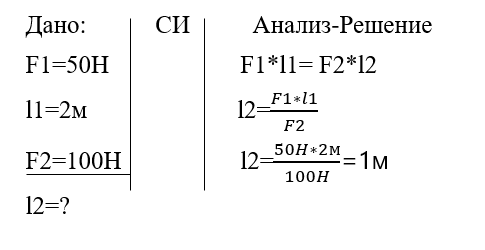 Дано: СИ Анализ-Решение
F1=50Н F1*l1= F2*l2
l1=2м l2=F1*l1/F2
F2=100Н l2=50Н*2м/100Н=1м
l2=?